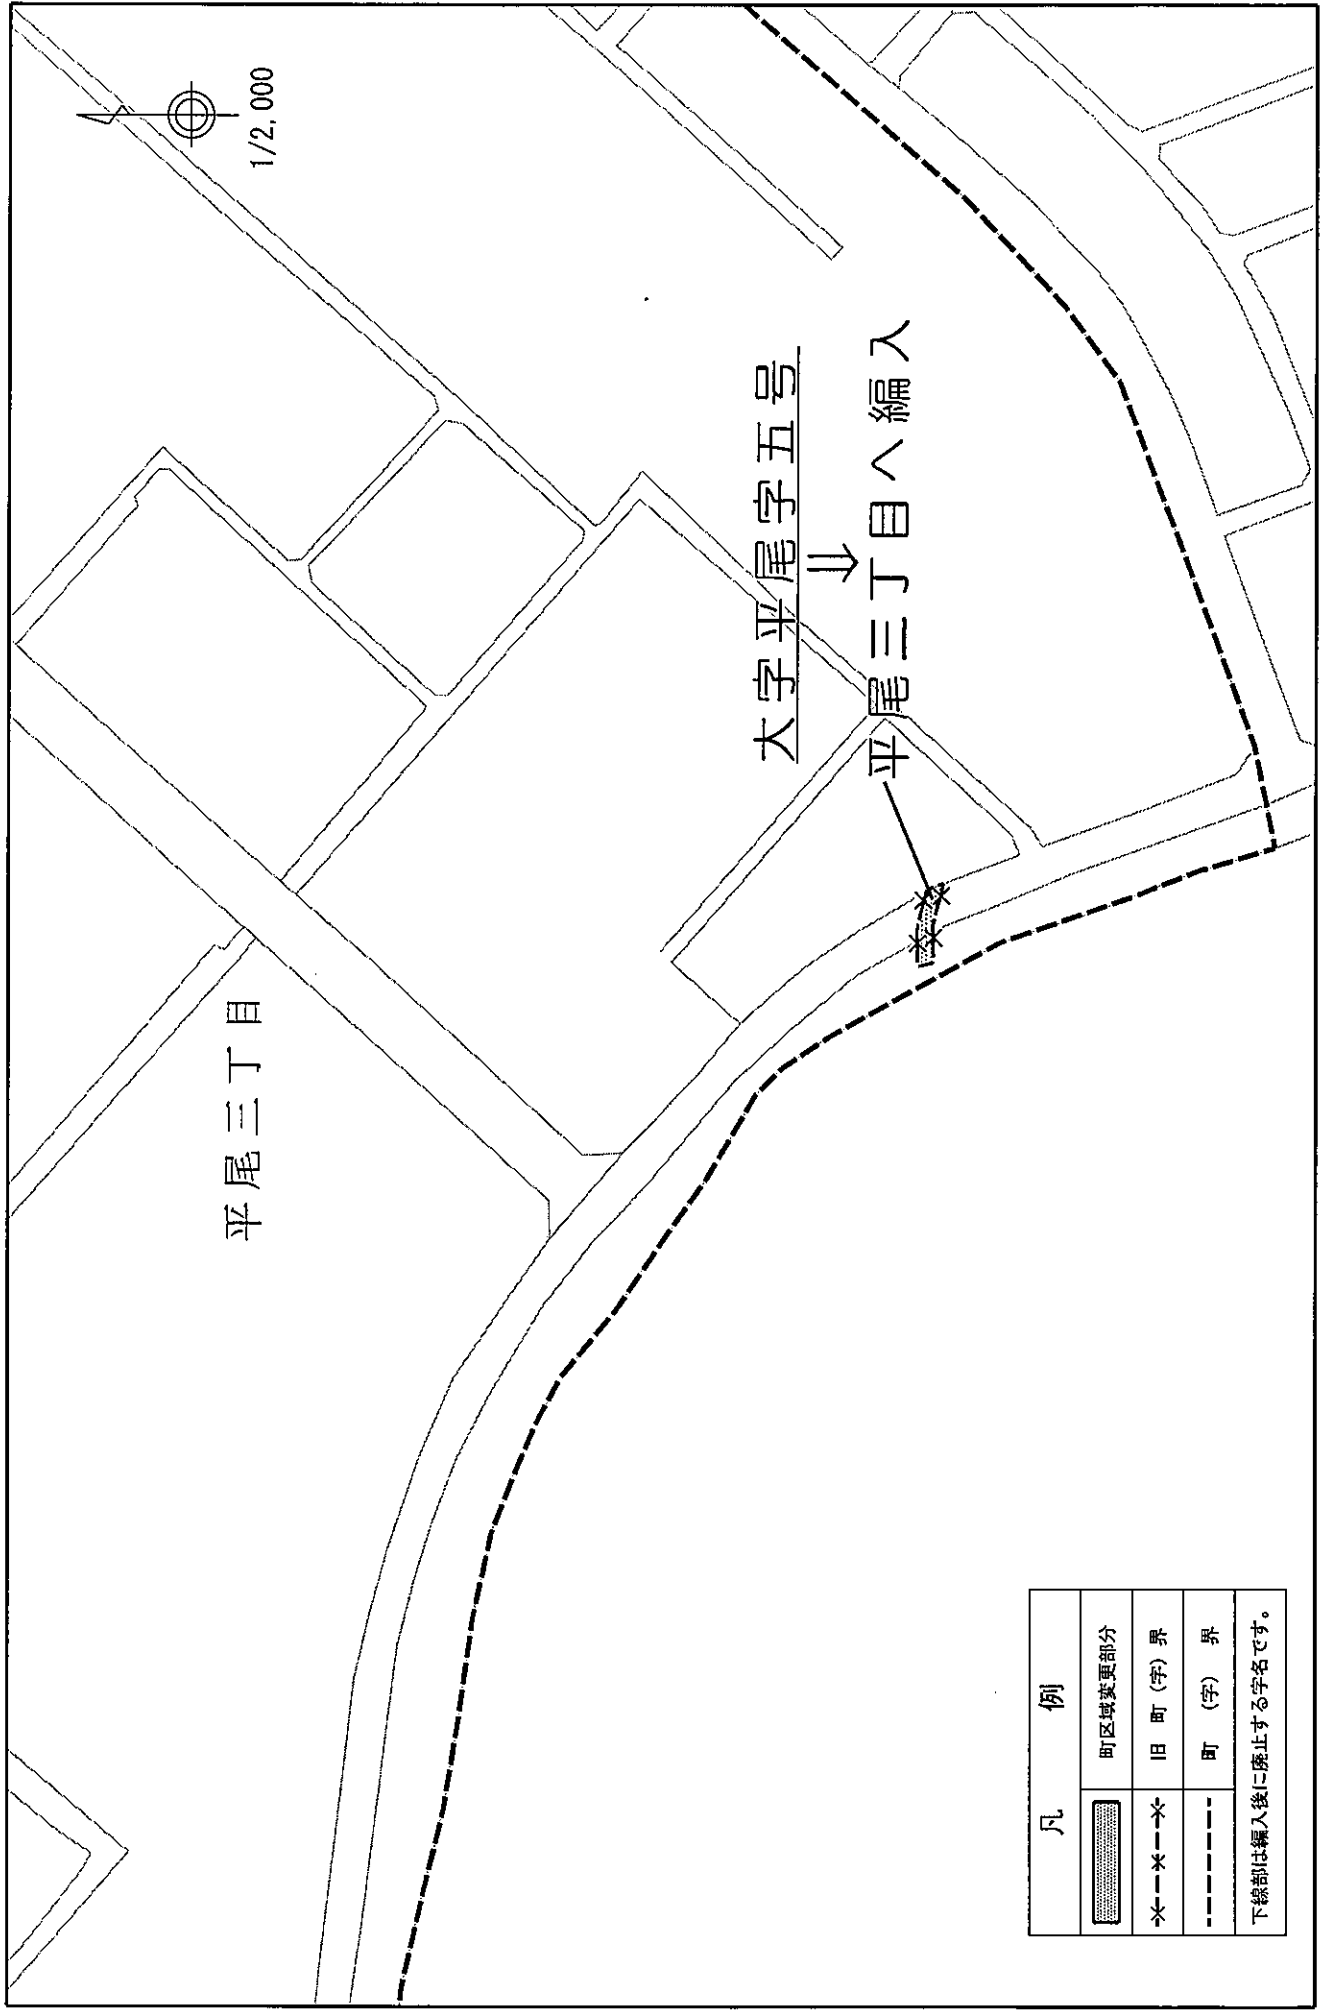 1/2,000
大字平尾字五号
⇓
平尾三丁目へ編入
平尾三丁目
凡 例
町区域変更部分
旧 町 (字) 界
町 (字) 界
下線部は編入後に廃止する字名です。